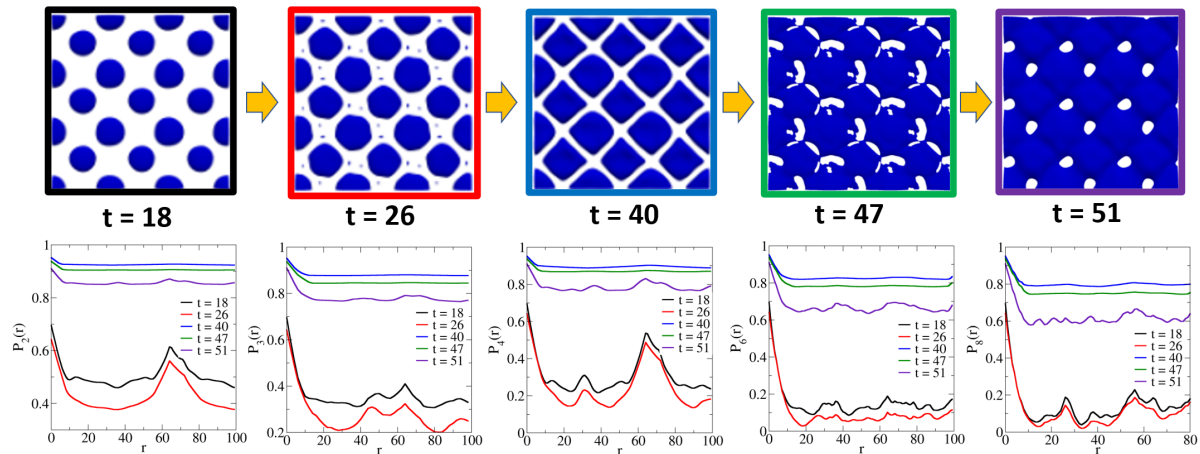 t = 18
t = 26
t = 40
t = 47
t = 51
1
0.8
0.6
0.4
P2(r)
0 20 40 60 80 100
r
t = 18
t = 26
t = 40
t = 47
t = 51
1
0.8
0.6
0.4
0.2
P3(r)
0 20 40 60 80 100
r
t = 18
t = 26
t = 40
t = 47
t = 51
1
0.8
0.6
0.4
0.2
0
P4(r)
0 20 40 60 80 100
r
t = 18
t = 26
t = 40
t = 47
t = 51
1
0.8
0.6
0.4
0.2
0
P6(r)
0 20 40 60 80 100
r
t = 18
t = 26
t = 40
t = 47
t = 51
1
0.8
0.6
0.4
0.2
0
P8(r)
0 20 40 60 80
r
t = 18
t = 26
t = 40
t = 47
t = 51